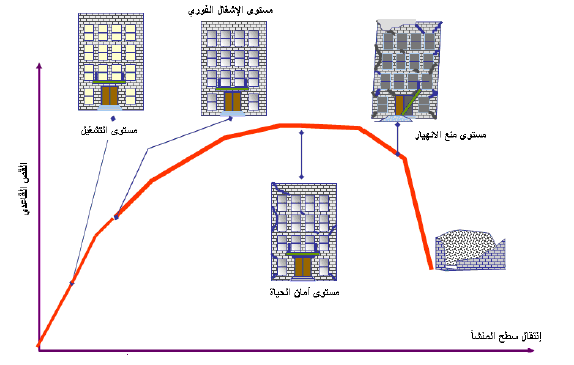 مستوى الإشغال الفوري
مستوى التشغيل
مستوى منع الانهيار
القص القاعدي
مستوى أمان الحياة
إنتقال سطح المنشأ